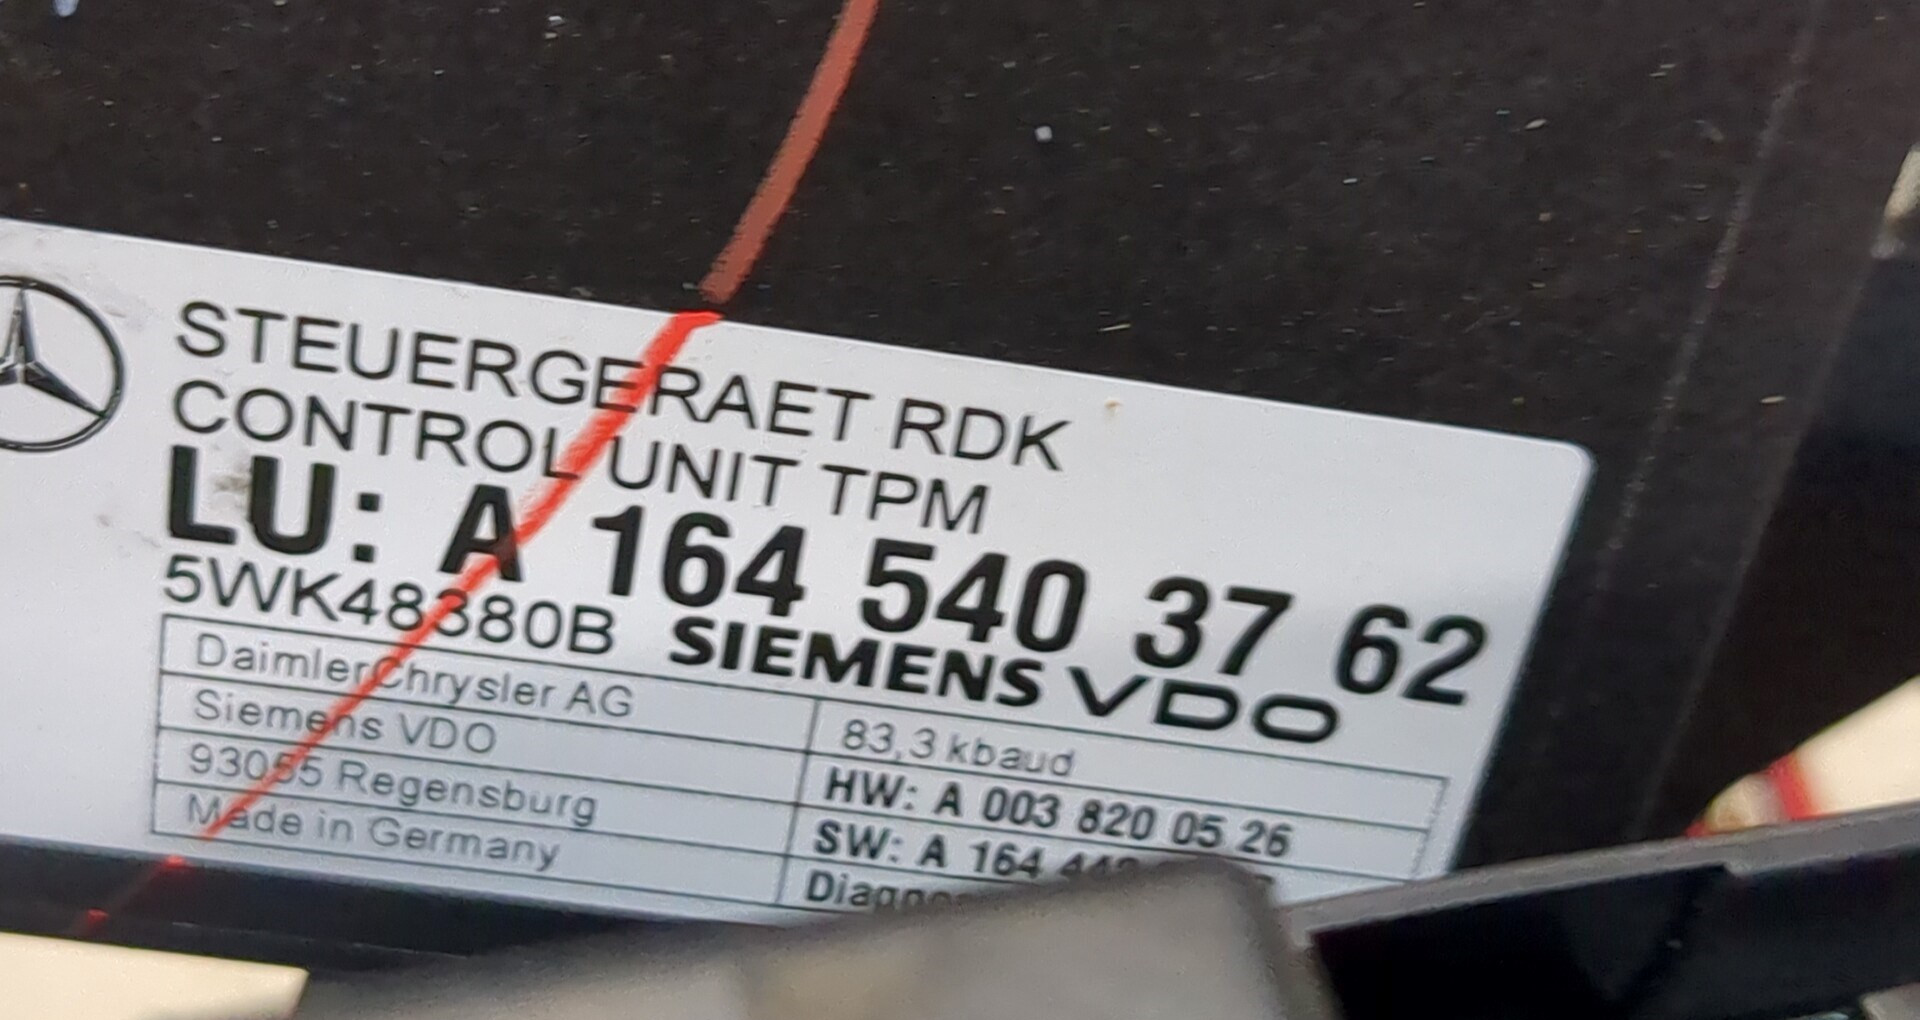 STEUERGERAET RDK
CONTROL UNIT TPM
LU: A 164 540 37 62
5WK48380B SIEMENS VDO
DaimlerChrysler AG
Siemens VDO
93055 Regensburg
Made in Germany
83,3 kbaud
HW: A 003 820 05 26
SW: A 164